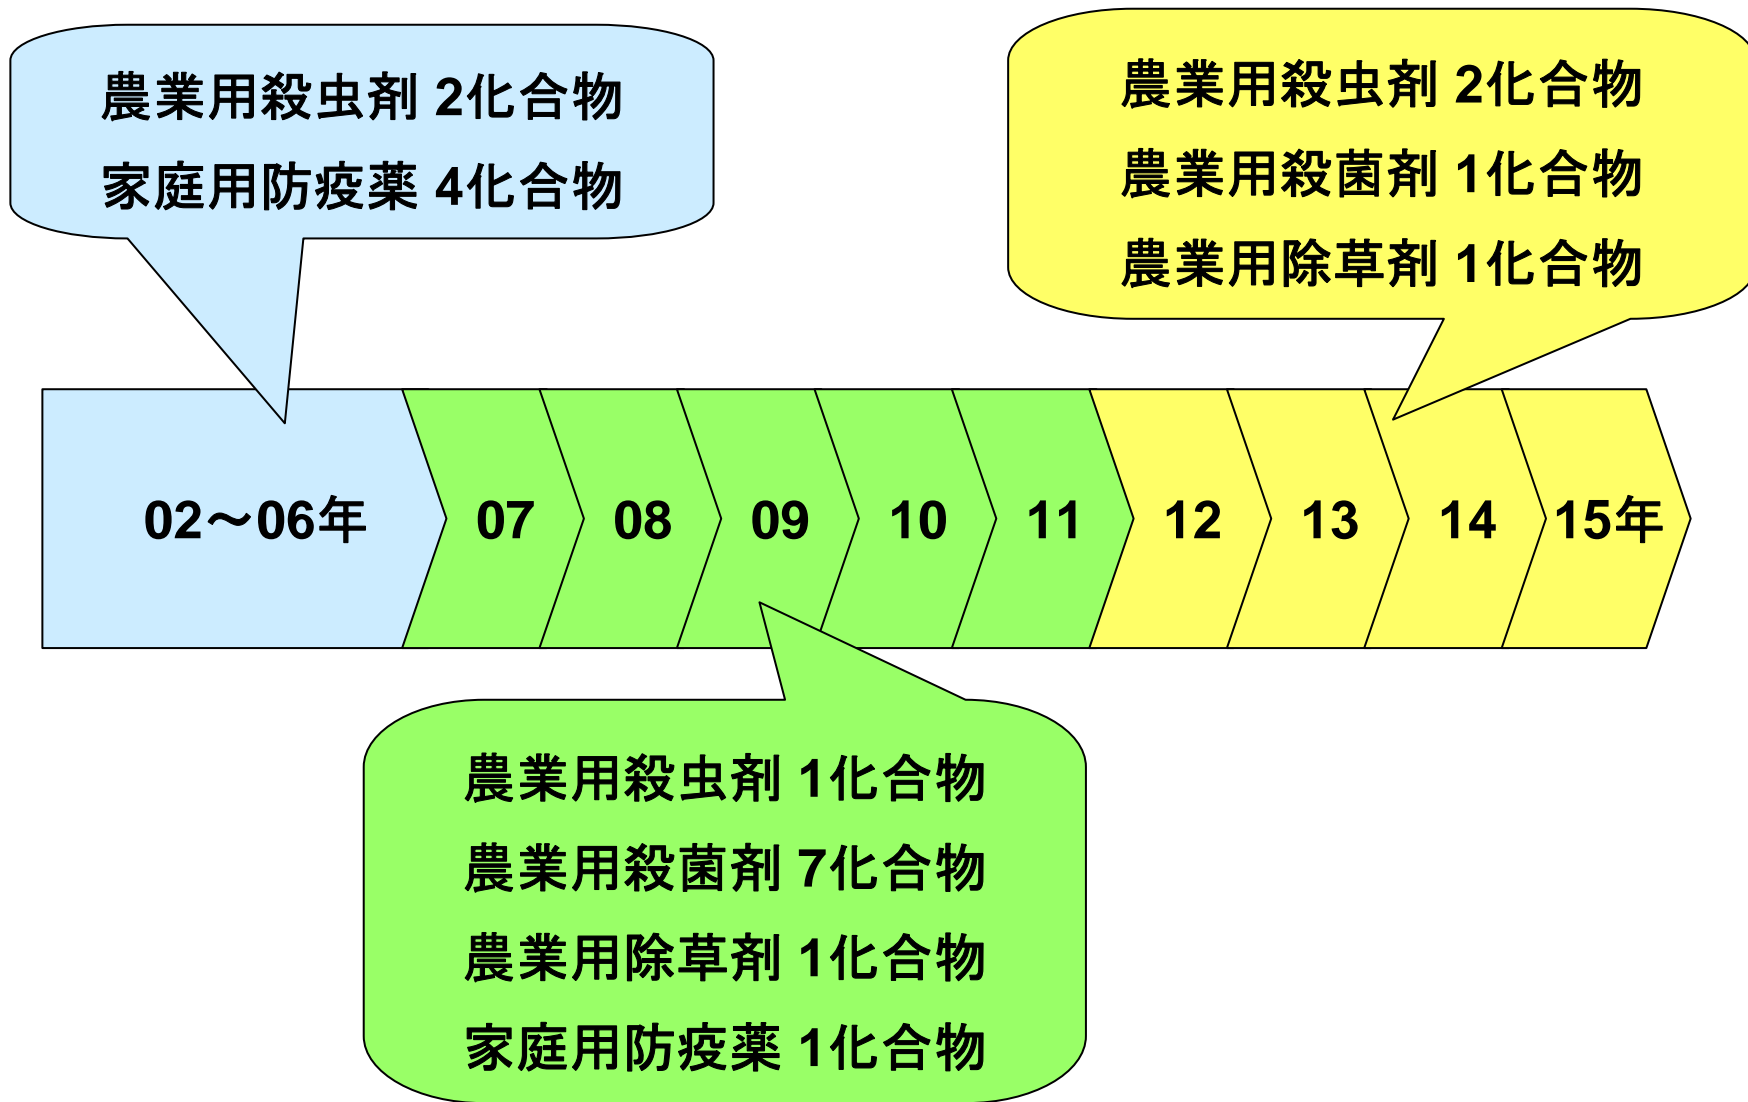 農業用殺虫剤 2化合物
家庭用防疫薬 4化合物
農業用殺虫剤 2化合物
農業用殺菌剤 1化合物
農業用除草剤 1化合物
02～06年 07 08 09 10 11 12 13 14 15年
農業用殺虫剤 1化合物
農業用殺菌剤 7化合物
農業用除草剤 1化合物
家庭用防疫薬 1化合物